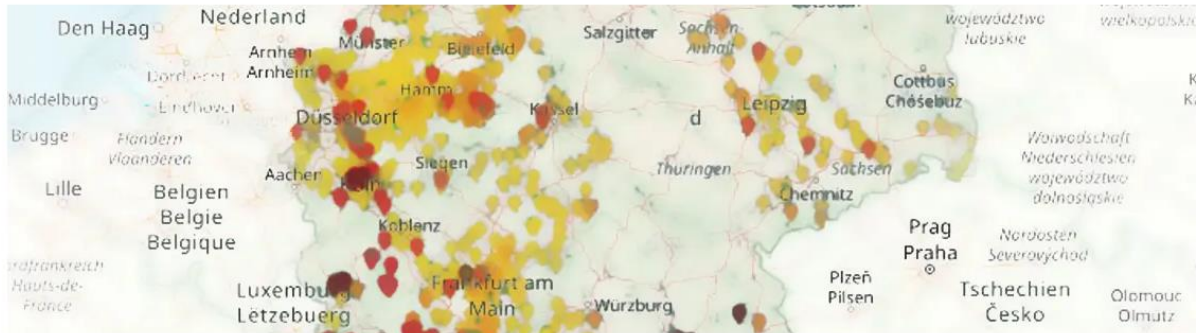 Den Haag
Nederland
Salzgitter
Sachsen-
Anhalt
województwo
lubuskie
wielkopolskie
Arnhem
Arnheim
Münster
Bielefeld
Cottbus
Chóśebuz
Middelburg
Eindhoven
Hamm
Leipzig
Düsseldorf
Kassel
d
Brugge
Flandern
Vlaanderen
Woiwodschaft
Niederschlesien
województwo
dolnośląskie
Siegen
Thüringen
Sachsen
Aachen
Köln
Lille
Belgien
België
Belgique
Chemnitz
Koblenz
Prag
Praha
Nordosten
Severovýchod
Hauts-de-
France
Luxemburg
Lëtzebuerg
Frankfurt am
Main
Würzburg
Plzeň
Pilsen
Tschechien
Česko
Olomouc
Olmütz